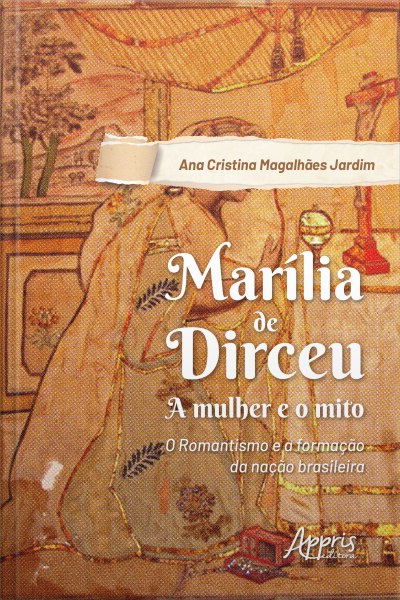 Ana Cristina Magalhães Jardim
Marília
de
Dirceu
A mulher e o mito
O Romantismo e a formação
da nação brasileira
Appris
editora